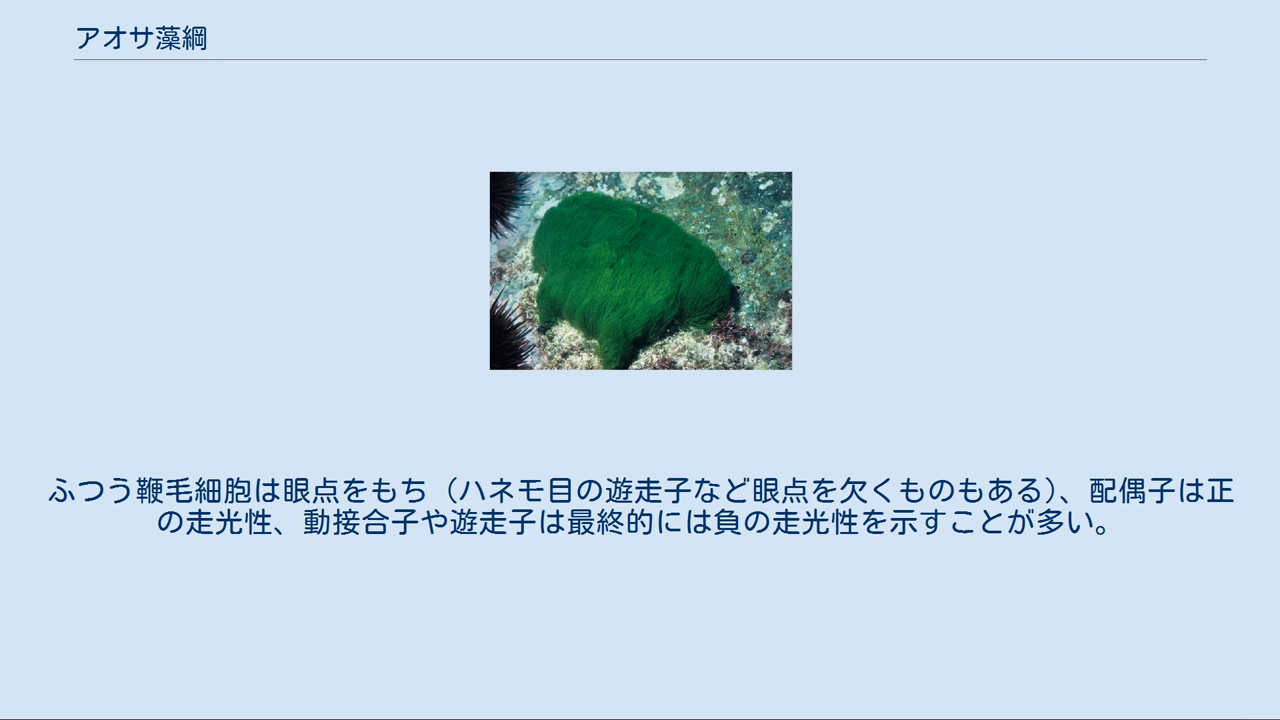 アオサ藻綱
ふつう鞭毛細胞は眼点をもち（ハネモ目の遊走子など眼点を欠くものもある）、配偶子は正
の走光性、動接合子や遊走子は最終的には負の走光性を示すことが多い。